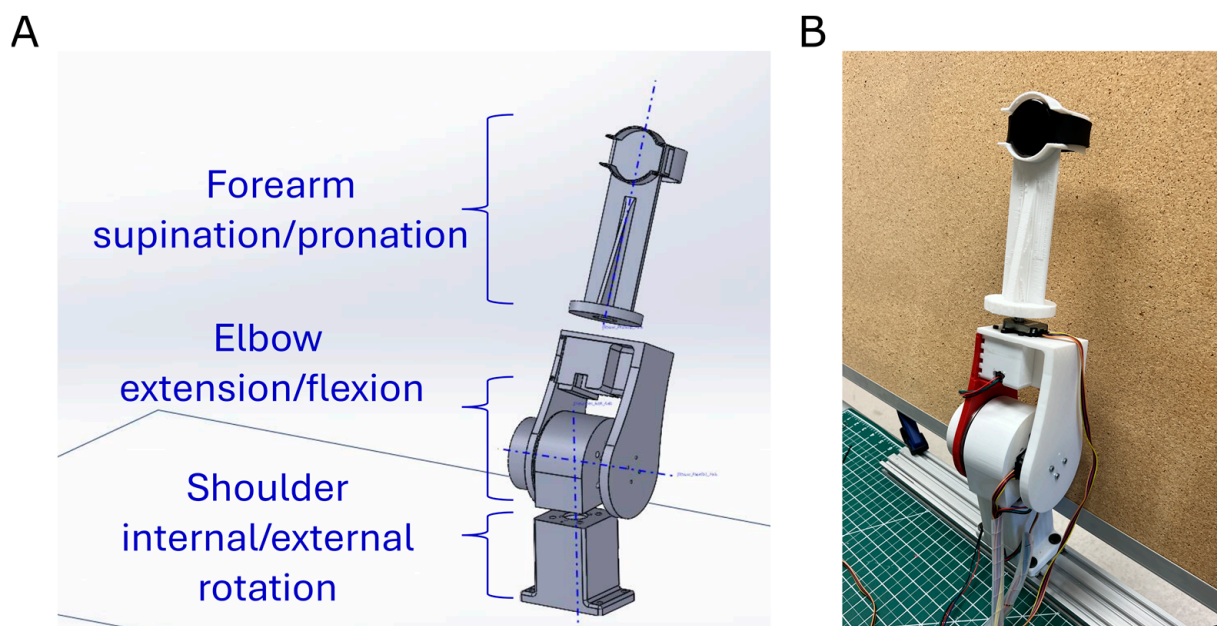 A
B
Forearm
supination/pronation
Elbow
extension/flexion
Shoulder
internal/external
rotation